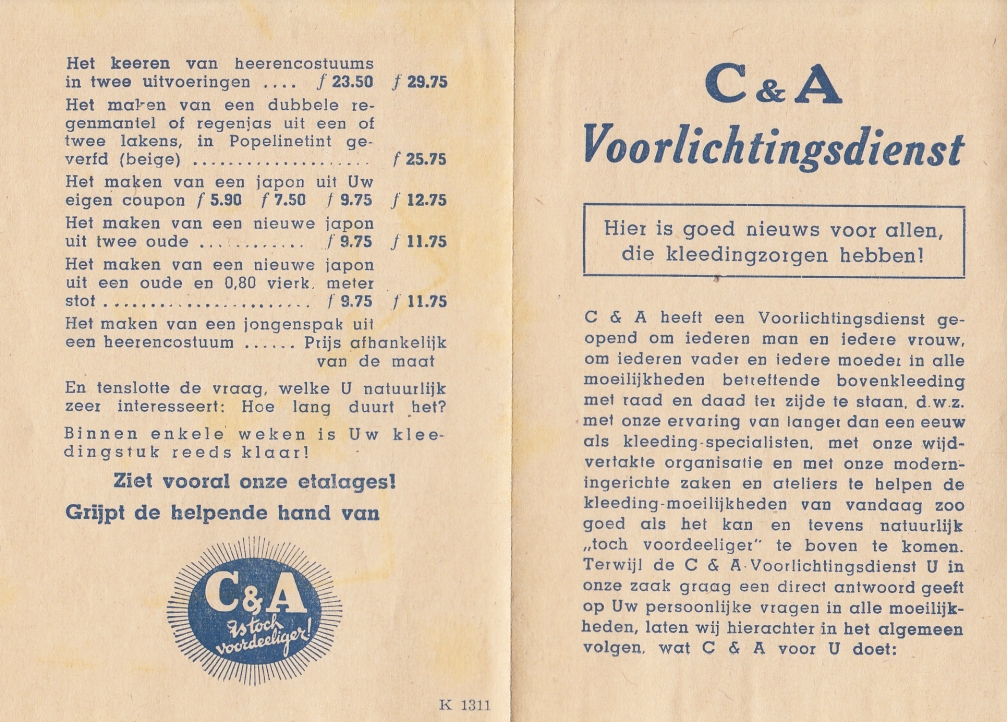 Het keeren van heerencostuums
in twee uitvoeringen .... ƒ 23.50 ƒ 29.75
Het maken van een dubbele re-
genmantel of regenjas uit een of
twee lakens, in Popelinetint ge-
verfd (beige) .................... ƒ 25.75
Het maken van een japon uit Uw
eigen coupon ƒ 5.90 ƒ 7.50 ƒ 9.75 ƒ 12.75
Het maken van een nieuwe japon
uit twee oude ............ ƒ 9.75 ƒ 11.75
Het maken van een nieuwe japon
uit een oude en 0,80 vierk. meter
stof ....................... ƒ 9.75 ƒ 11.75
Het maken van een jongenspak uit
een heerencostuum ...... Prijs afhankelijk
van de maat
En tenslotte de vraag, welke U natuurlijk
zeer interesseert: Hoe lang duurt het?
Binnen enkele weken is Uw klee-
dingstuk reeds klaar!
Ziet vooral onze etalages!
Grijpt de helpende hand van
C&A
Is toch
voordeeliger!
K 1311
C & A
Voorlichtingsdienst
Hier is goed nieuws voor allen,
die kleedingzorgen hebben!
C & A heeft een Voorlichtingsdienst ge-
opend om iederen man en iedere vrouw,
om iederen vader en iedere moeder in alle
moeilijkheden betreffende bovenkleeding
met raad en daad ter zijde te staan, d.w.z.
met onze ervaring van langer dan een eeuw
als kleeding-specialisten, met onze wijd-
vertakte organisatie en met onze modern-
ingerichte zaken en ateliers te helpen de
kleeding-moeilijkheden van vandaag zoo
goed als het kan en tevens natuurlijk
„toch voordeeliger” te boven te komen.
Terwijl de C & A-Voorlichtingsdienst U in
onze zaak graag een direct antwoord geeft
op Uw persoonlijke vragen in alle moeilijk-
heden, laten wij hierachter in het algemeen
volgen, wat C & A voor U doet: